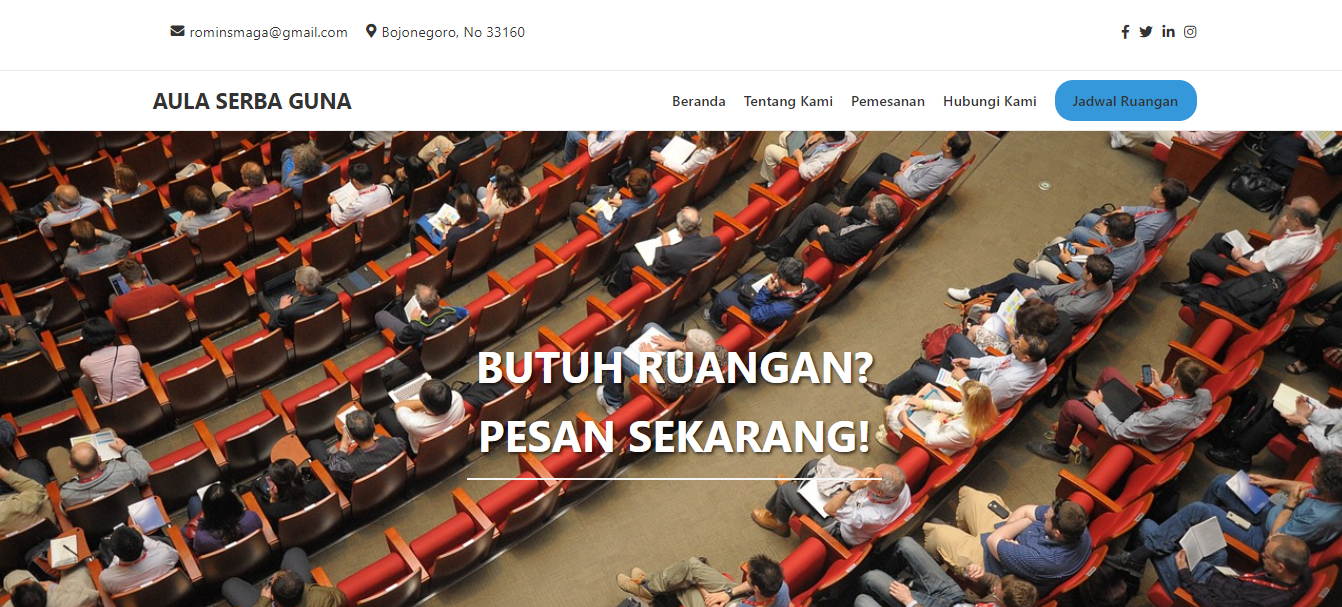 rominsmaga@gmail.com Bojonegoro, No 33160
AULA SERBA GUNA
Beranda Tentang Kami Pemesanan Hubungi Kami Jadwal Ruangan
BUTUH RUANGAN?
PESAN SEKARANG!